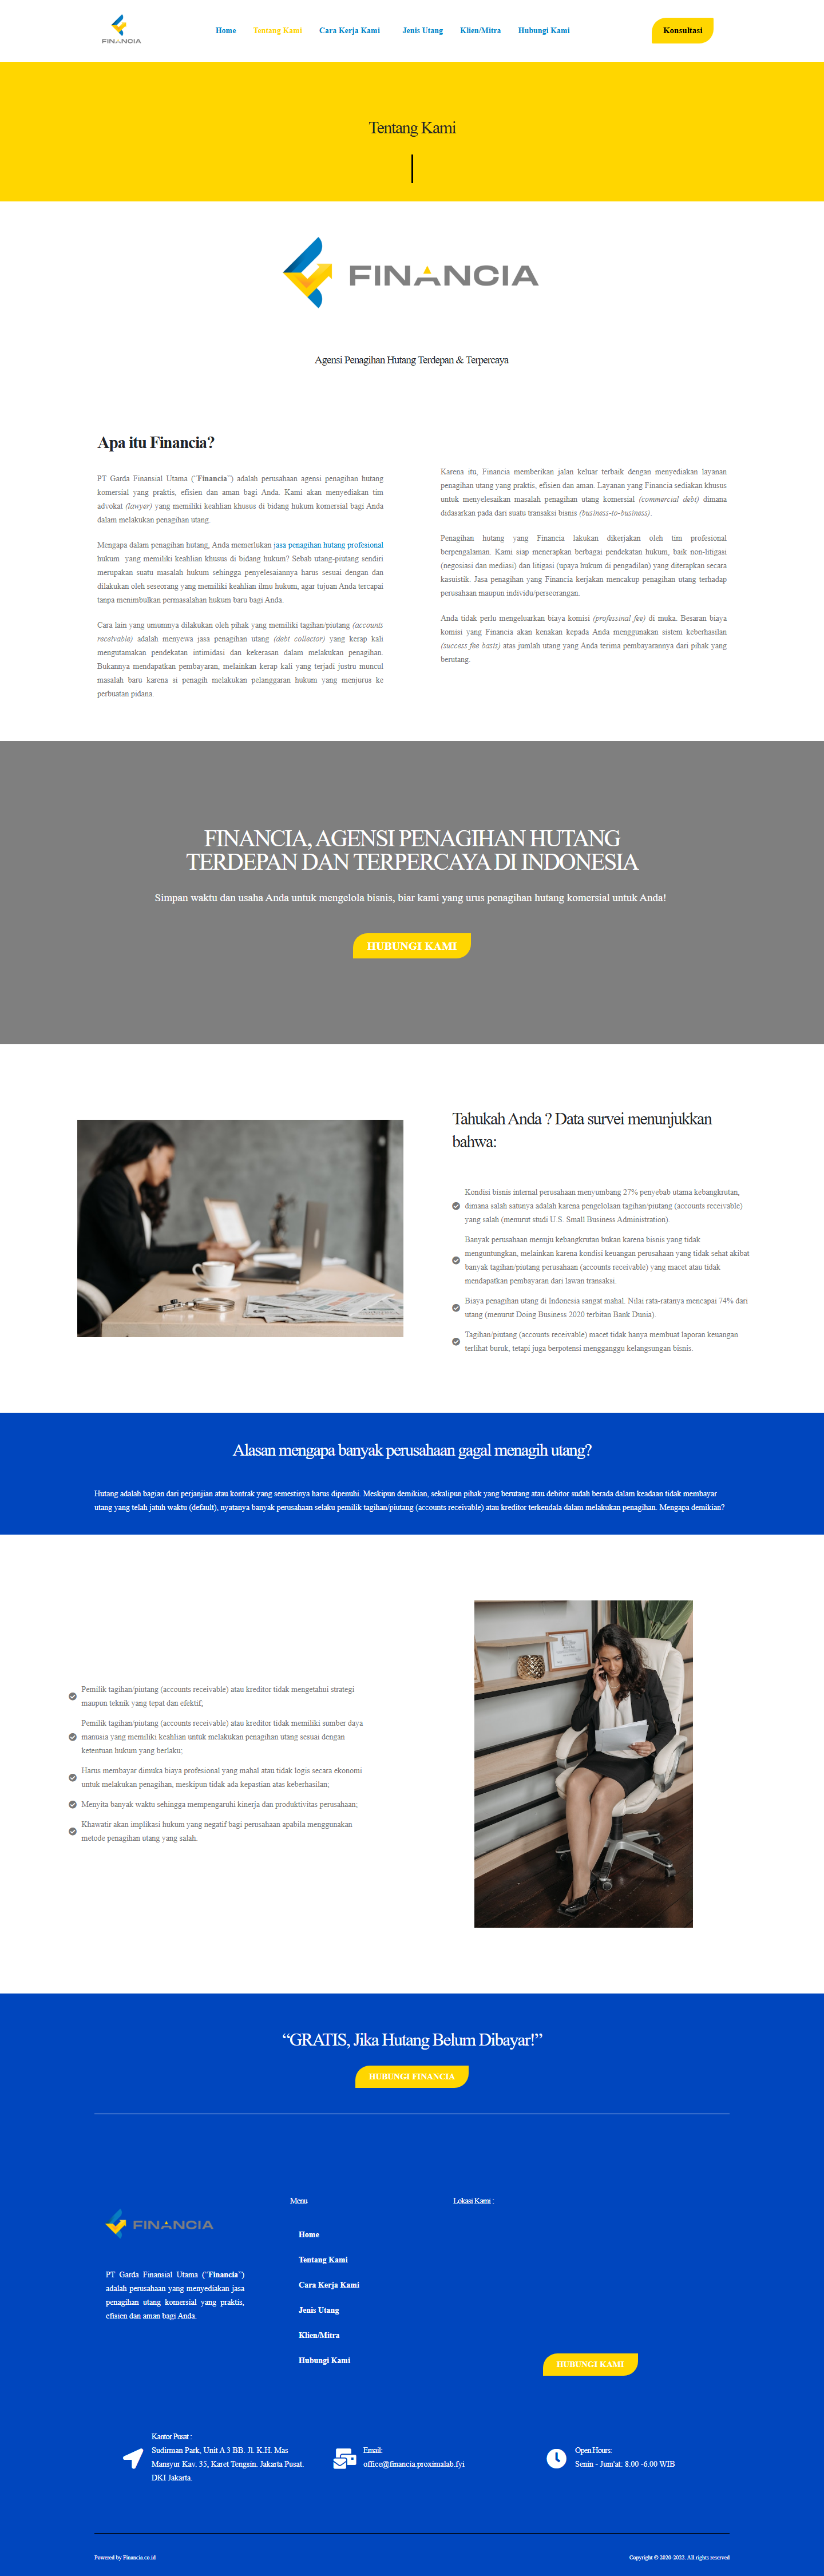 FINANCIA
Home
Tentang Kami
Cara Kerja Kami
Jenis Utang
Klien/Mitra
Hubungi Kami
Konsultasi
Tentang Kami
FINANCIA
Agensi Penagihan Hutang Terdepan & Terpercaya
Apa itu Financia?
PT Garda Finansial Utama (“Financia”) adalah perusahaan agensi penagihan hutang
komersial yang praktis, efisien dan aman bagi Anda. Kami akan menyediakan tim
advokat (lawyer) yang memiliki keahlian khusus di bidang hukum komersial bagi Anda
dalam melakukan penagihan utang.
Mengapa dalam penagihan hutang, Anda memerlukan jasa penagihan hutang profesional
hukum yang memiliki keahlian khusus di bidang hukum? Sebab utang-piutang sendiri
merupakan suatu masalah hukum sehingga penyelesaiannya harus sesuai dengan dan
dilakukan oleh seseorang yang memiliki keahlian ilmu hukum, agar tujuan Anda tercapai
tanpa menimbulkan permasalahan hukum baru bagi Anda.
Cara lain yang umumnya dilakukan oleh pihak yang memiliki tagihan/piutang (accounts
receivable) adalah menyewa jasa penagihan utang (debt collector) yang kerap kali
mengutamakan pendekatan intimidasi dan kekerasan dalam melakukan penagihan.
Bukannya mendapatkan pembayaran, melainkan kerap kali yang terjadi justru muncul
masalah baru karena si penagih melakukan pelanggaran hukum yang menjurus ke
perbuatan pidana.
Karena itu, Financia memberikan jalan keluar terbaik dengan menyediakan layanan
penagihan utang yang praktis, efisien dan aman. Layanan yang Financia sediakan khusus
untuk menyelesaikan masalah penagihan utang komersial (commercial debt) dimana
didasarkan pada dari suatu transaksi bisnis (business-to-business).
Penagihan hutang yang Financia lakukan dikerjakan oleh tim profesional
berpengalaman. Kami siap menerapkan berbagai pendekatan hukum, baik non-litigasi
(negosiasi dan mediasi) dan litigasi (upaya hukum di pengadilan) yang diterapkan secara
kasuistik. Jasa penagihan yang Financia kerjakan mencakup penagihan utang terhadap
perusahaan maupun individu/perseorangan.
Anda tidak perlu mengeluarkan biaya komisi (professinal fee) di muka. Besaran biaya
komisi yang Financia akan kenakan kepada Anda menggunakan sistem keberhasilan
(success fee basis) atas jumlah utang yang Anda terima pembayarannya dari pihak yang
berutang.
FINANCIA, AGENSI PENAGIHAN HUTANG
TERDEPAN DAN TERPERCAYA DI INDONESIA
Simpan waktu dan usaha Anda untuk mengelola bisnis, biar kami yang urus penagihan hutang komersial untuk Anda!
HUBUNGI KAMI
Tahukah Anda ? Data survei menunjukkan
bahwa:
Kondisi bisnis internal perusahaan menyumbang 27% penyebab utama kebangkrutan,
dimana salah satunya adalah karena pengelolaan tagihan/piutang (accounts receivable)
yang salah (menurut studi U.S. Small Business Administration).
Banyak perusahaan menuju kebangkrutan bukan karena bisnis yang tidak
menguntungkan, melainkan karena kondisi keuangan perusahaan yang tidak sehat akibat
banyak tagihan/piutang perusahaan (accounts receivable) yang macet atau tidak
mendapatkan pembayaran dari lawan transaksi.
Biaya penagihan utang di Indonesia sangat mahal. Nilai rata-ratanya mencapai 74% dari
utang (menurut Doing Business 2020 terbitan Bank Dunia).
Tagihan/piutang (accounts receivable) macet tidak hanya membuat laporan keuangan
terlihat buruk, tetapi juga berpotensi mengganggu kelangsungan bisnis.
Alasan mengapa banyak perusahaan gagal menagih utang?
Hutang adalah bagian dari perjanjian atau kontrak yang semestinya harus dipenuhi. Meskipun demikian, sekalipun pihak yang berutang atau debitor sudah berada dalam keadaan tidak membayar
utang yang telah jatuh waktu (default), nyatanya banyak perusahaan selaku pemilik tagihan/piutang (accounts receivable) atau kreditor terkendala dalam melakukan penagihan. Mengapa demikian?
Pemilik tagihan/piutang (accounts receivable) atau kreditor tidak mengetahui strategi
maupun teknik yang tepat dan efektif;
Pemilik tagihan/piutang (accounts receivable) atau kreditor tidak memiliki sumber daya
manusia yang memiliki keahlian untuk melakukan penagihan utang sesuai dengan
ketentuan hukum yang berlaku;
Harus membayar dimuka biaya profesional yang mahal atau tidak logis secara ekonomi
untuk melakukan penagihan, meskipun tidak ada kepastian atas keberhasilan;
Menyita banyak waktu sehingga mempengaruhi kinerja dan produktivitas perusahaan;
Khawatir akan implikasi hukum yang negatif bagi perusahaan apabila menggunakan
metode penagihan utang yang salah.
“GRATIS, Jika Hutang Belum Dibayar!”
HUBUNGI FINANCIA
FINANCIA
PT Garda Finansial Utama (“Financia”)
adalah perusahaan yang menyediakan jasa
penagihan utang komersial yang praktis,
efisien dan aman bagi Anda.
Menu
Home
Tentang Kami
Cara Kerja Kami
Jenis Utang
Klien/Mitra
Hubungi Kami
Lokasi Kami :
HUBUNGI KAMI
Kantor Pusat :
Sudirman Park, Unit A3 BB. Jl. K.H. Mas
Mansyur Kav. 35, Karet Tengsin. Jakarta Pusat.
DKI Jakarta.
Email:
office@financia.proximalab.fyi
Open Hours:
Senin - Jum'at: 8.00 -6.00 WIB
Powered by Financia.co.id
Copyright © 2020-2022. All rights reserved